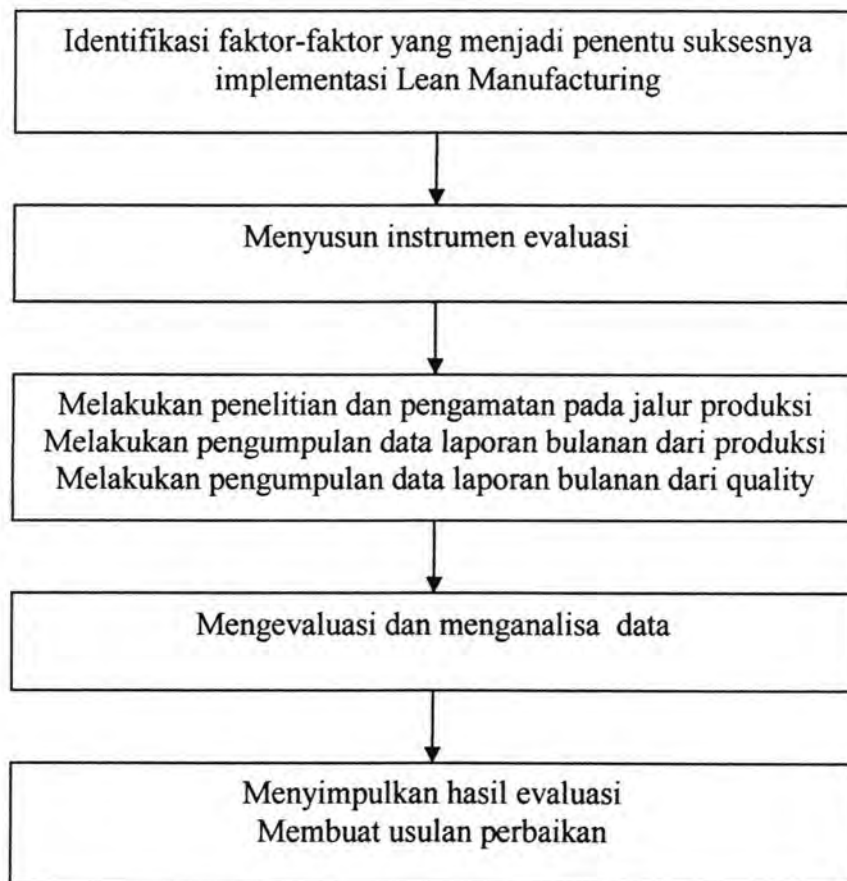 Identifikasi faktor-faktor yang menjadi penentu suksesnya
implementasi Lean Manufacturing
Menyusun instrumen evaluasi
Melakukan penelitian dan pengamatan pada jalur produksi
Melakukan pengumpulan data laporan bulanan dari produksi
Melakukan pengumpulan data laporan bulanan dari quality
Mengevaluasi dan menganalisa data
Menyimpulkan hasil evaluasi
Membuat usulan perbaikan